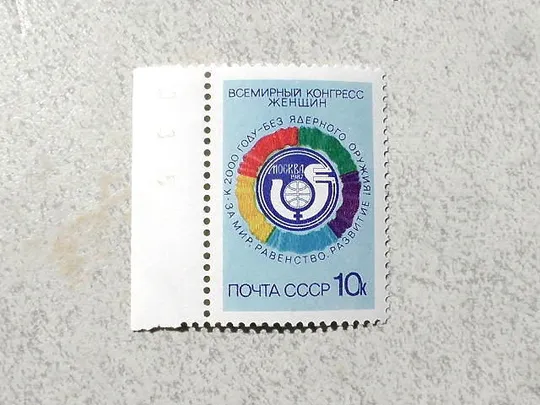 ВСЕМИРНЫЙ КОНГРЕСС
ЖЕНЩИН
К 2000 ГОДУ-БЕЗ ЯДЕРНОГО ОРУЖИЯ!
ЗА МИР, РАВЕНСТВО, РАЗВИТИЕ
МОСКВА
1987
ПОЧТА СССР 10к